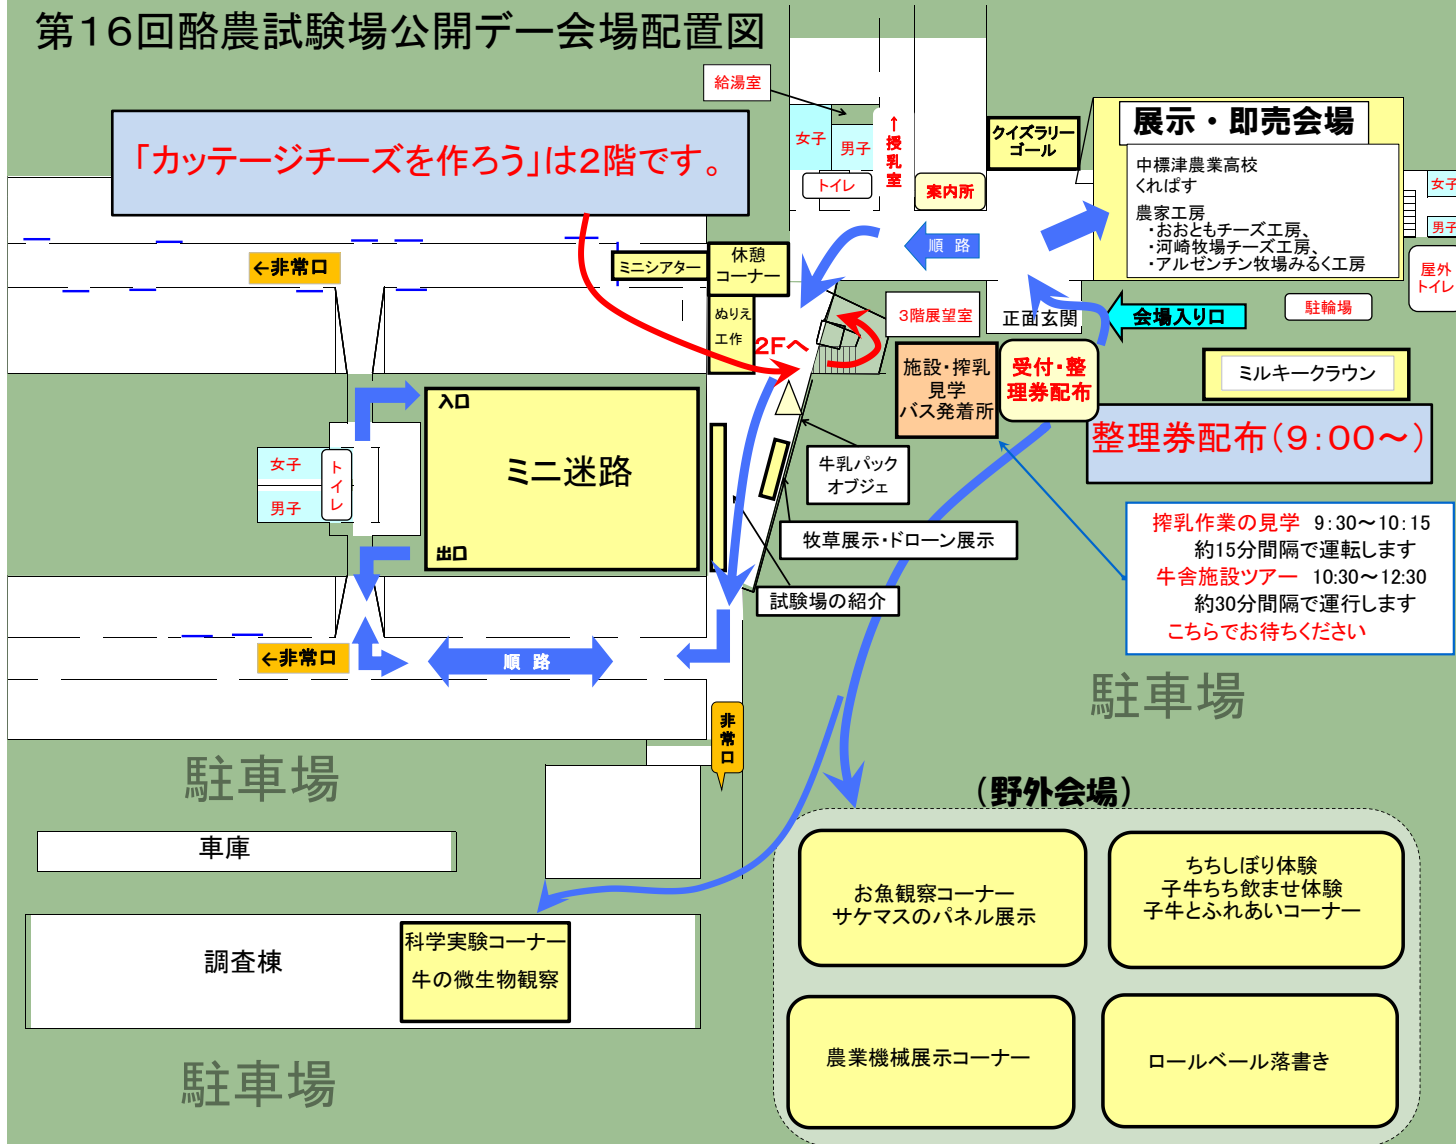 第16回酪農試験場公開デー会場配置図
給湯室
女子
男子
トイレ
↑授乳室
案内所
クイズラリー
ゴール
展示・即売会場
中標津農業高校
くれぱす
農家工房
・おおともチーズ工房、
・河崎牧場チーズ工房、
・アルゼンチン牧場みるく工房
女子
男子
屋外
トイレ
「カッテージチーズを作ろう」は2階です。
←非常口
ミニシアター
休憩
コーナー
ぬりえ
工作
2Fへ
順 路
3階展望室
正面玄関
会場入り口
駐輪場
施設・搾乳
見学
バス発着所
受付・整
理券配布
ミルキークラウン
整理券配布(9:00～)
入口
ミニ迷路
出口
女子
男子
トイレ
牛乳パック
オブジェ
牧草展示・ドローン展示
試験場の紹介
搾乳作業の見学 9:30～10:15
約15分間隔で運転します
牛舎施設ツアー 10:30～12:30
約30分間隔で運行します
こちらでお待ちください
←非常口
順 路
非常口
駐車場
駐車場
車庫
調査棟
科学実験コーナー
牛の微生物観察
駐車場
(野外会場)
お魚観察コーナー
サケマスのパネル展示
ちちしぼり体験
子牛ちち飲ませ体験
子牛とふれあいコーナー
農業機械展示コーナー
ロールベール落書き